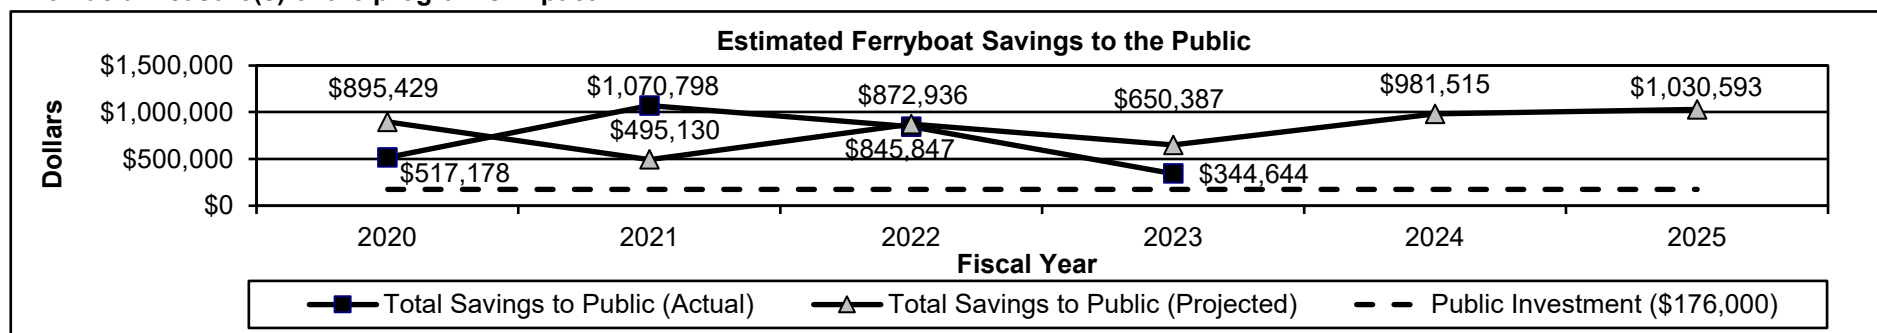 Estimated Ferryboat Savings to the Public
Dollars
$1,500,000
$1,000,000
$500,000
$0
$895,429
$1,070,798
$872,936
$650,387
$981,515
$1,030,593
$495,130
$845,847
$517,178
$344,644
2020 2021 2022 2023 2024 2025
Fiscal Year
Total Savings to Public (Actual) Total Savings to Public (Projected) Public Investment ($176,000)